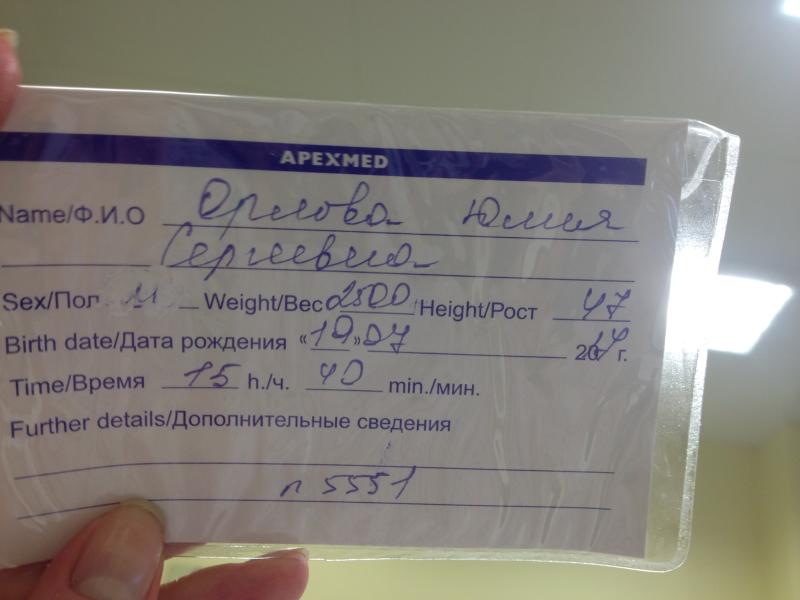 APEXMED
Name/Ф.И.О Орлова Юлия
Сергеевна
Sex/Пол м Weight/Вес 2500 /Height/Рост 47
Birth date/Дата рождения «19» 07 2014 г.
Time/Время 15 h./ч. 40 min./мин.
Further details/Дополнительные сведения
п 5551